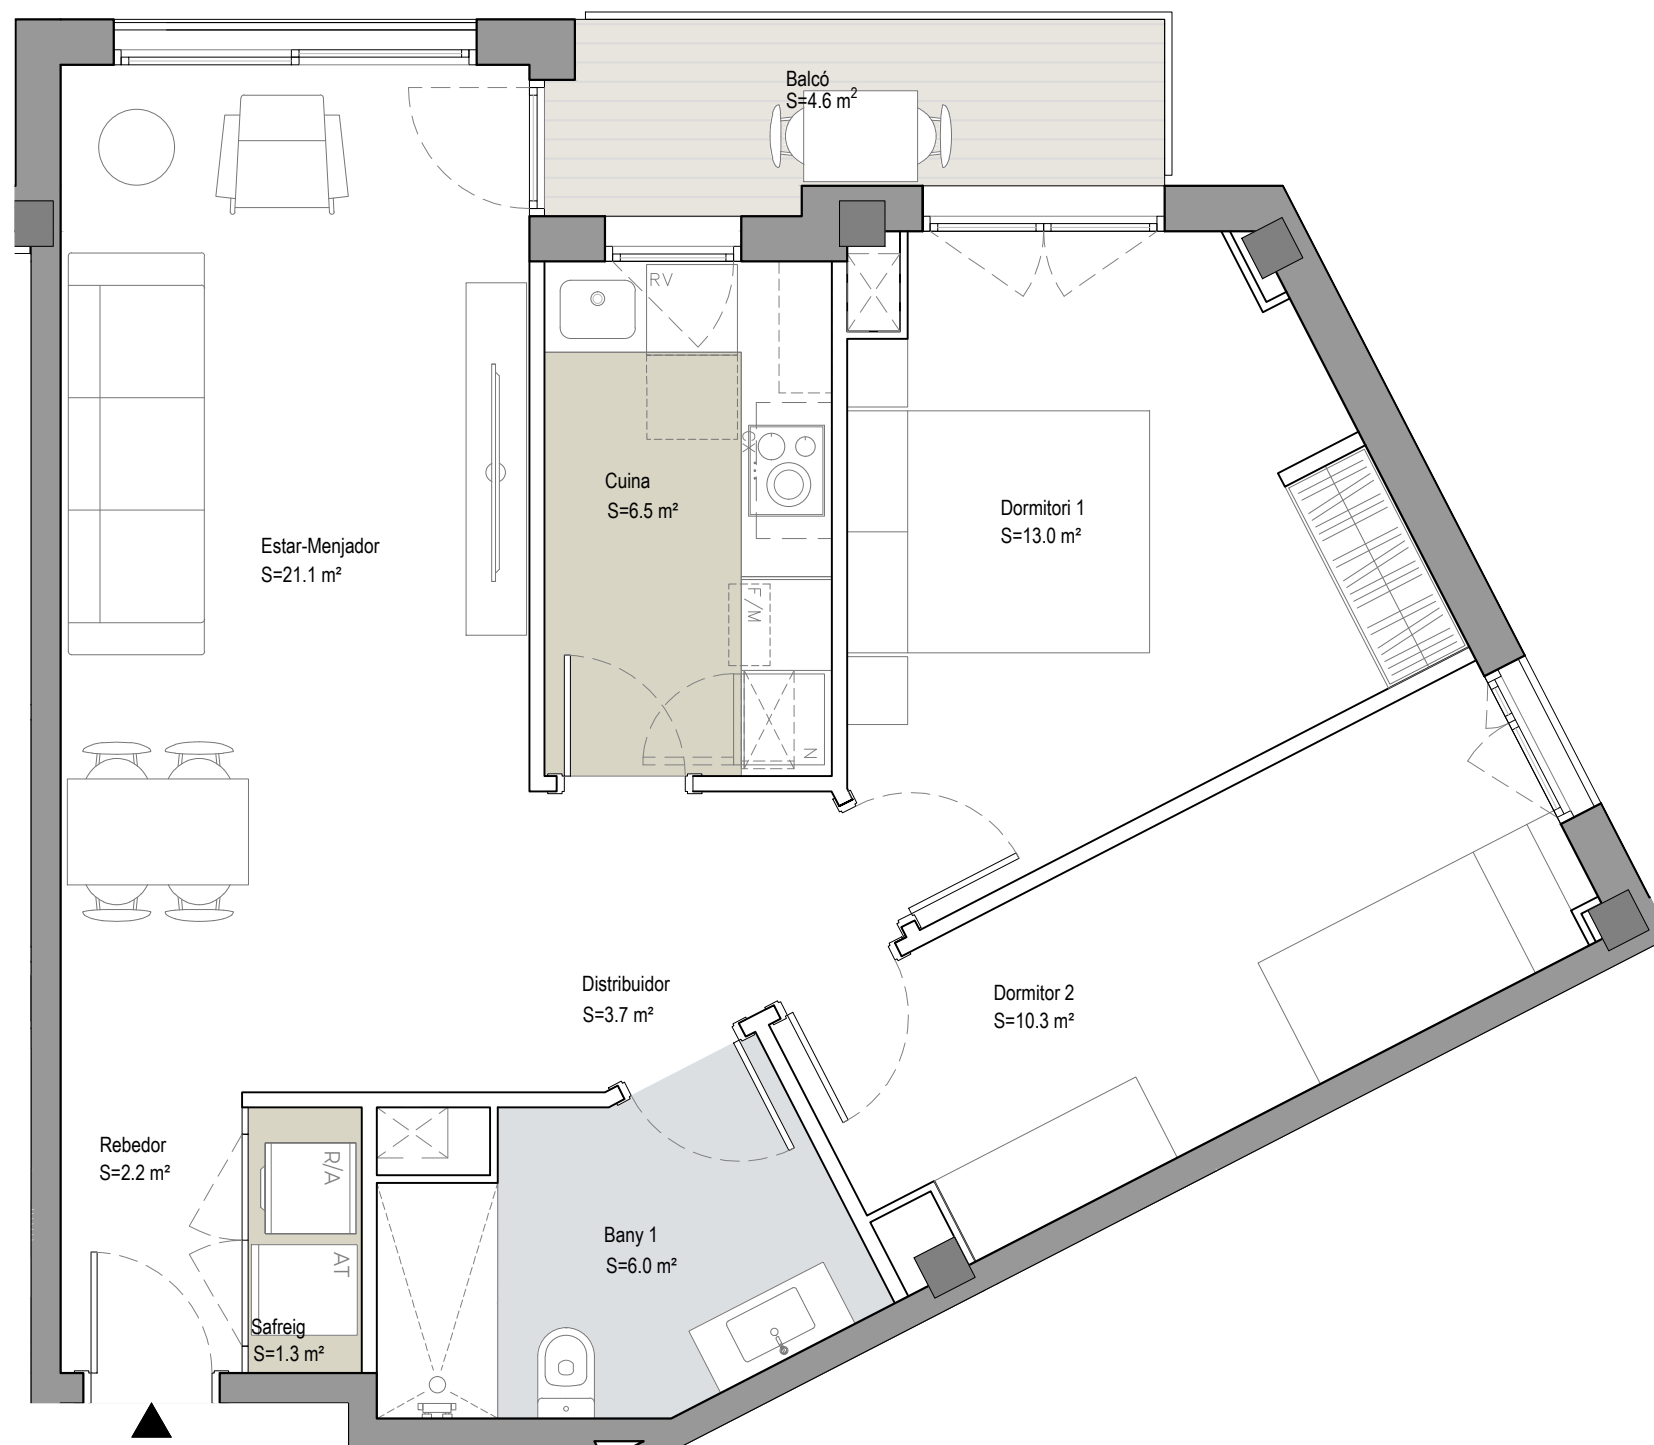 Balcó
S=4.6 m²
RV
CX
Cuina
S=6.5 m²
Dormitori 1
S=13.0 m²
Estar-Menjador
S=21.1 m²
F/M
N
Distribuidor
S=3.7 m²
Dormitor 2
S=10.3 m²
Rebedor
S=2.2 m²
R/A
AT
Bany 1
S=6.0 m²
Safreig
S=1.3 m²